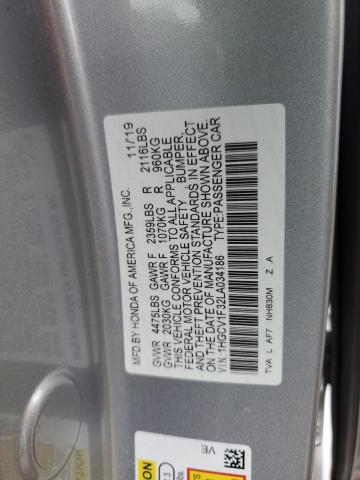 MFD BY HONDA OF AMERICA MFG.,INC. 11/19
GVWR 4475LBS GAWR F 2359LBS R 2116LBS
GVWR 2030KG GAWR F 1070KG R 960KG
THIS VEHICLE CONFORMS TO ALL APPLICABLE
FEDERAL MOTOR VEHICLE SAFETY , BUMPER,
AND THEFT PREVENTION STANDARDS IN EFFECT
ON THE DATE OF MANUFACTURE SHOWN ABOVE.
V.I.N. 1HGCV1F32LA034186 TYPE:PASSENGER CAR
TVA L AF7 NH830M Z A
VE